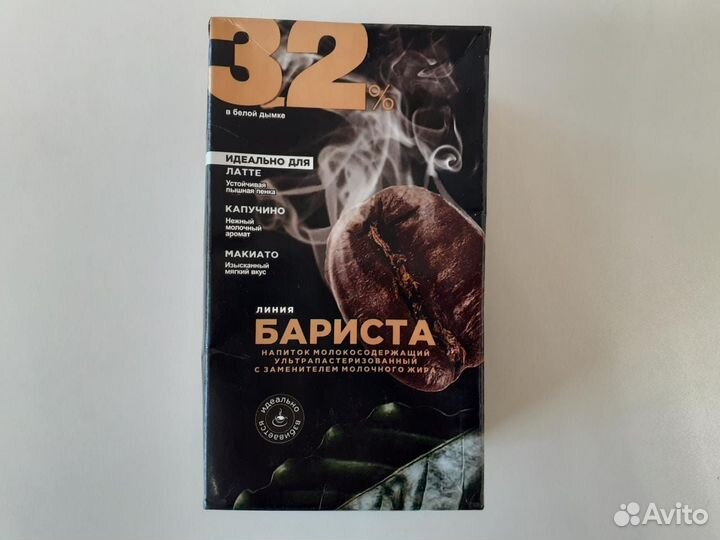 3.2%
в белой дымке
ИДЕАЛЬНО ДЛЯ
ЛАТТЕ
Устойчивая
пышная пенка
КАПУЧИНО
Нежный
молочный
аромат
МАКИАТО
Изысканный
мягкий вкус
ЛИНИЯ
БАРИСТА
НАПИТОК МОЛОКОСОДЕРЖАЩИЙ
УЛЬТРАПАСТЕРИЗОВАННЫЙ
С ЗАМЕНИТЕЛЕМ МОЛОЧНОГО ЖИРА
идеально
взбивается
Avito